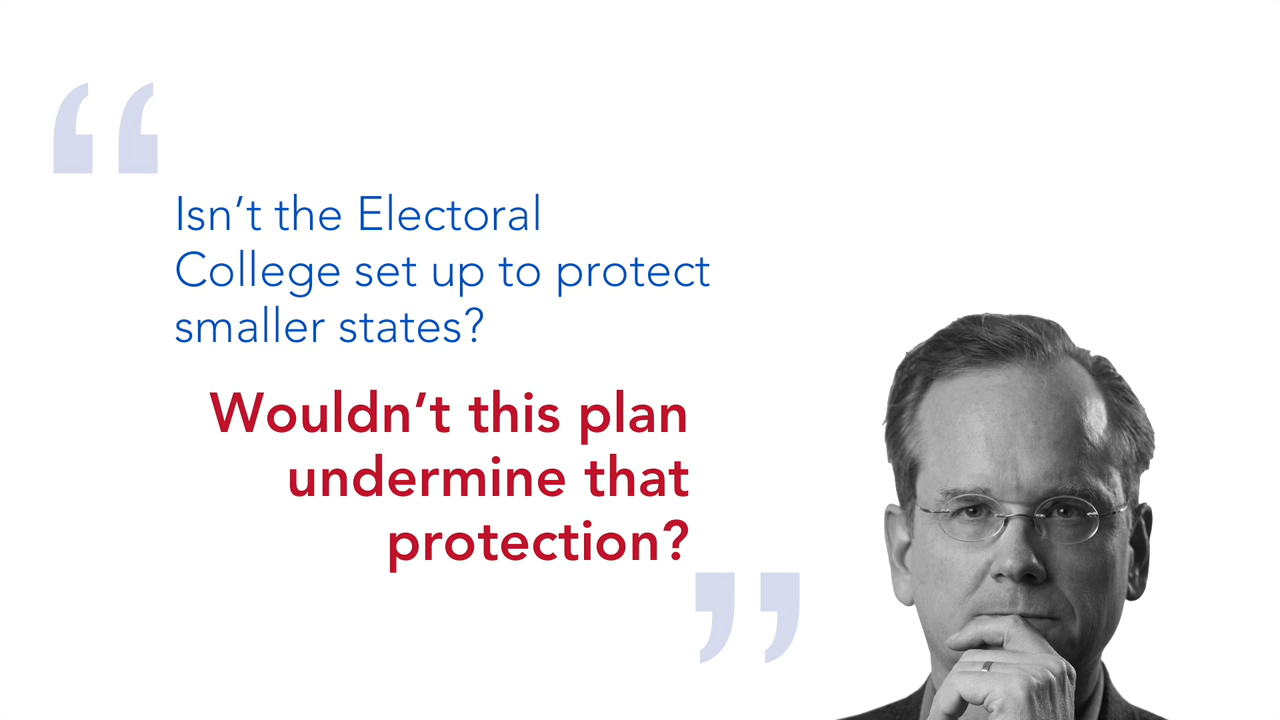 “
Isn’t the Electoral
College set up to protect
smaller states?
Wouldn’t this plan
undermine that
protection?
”